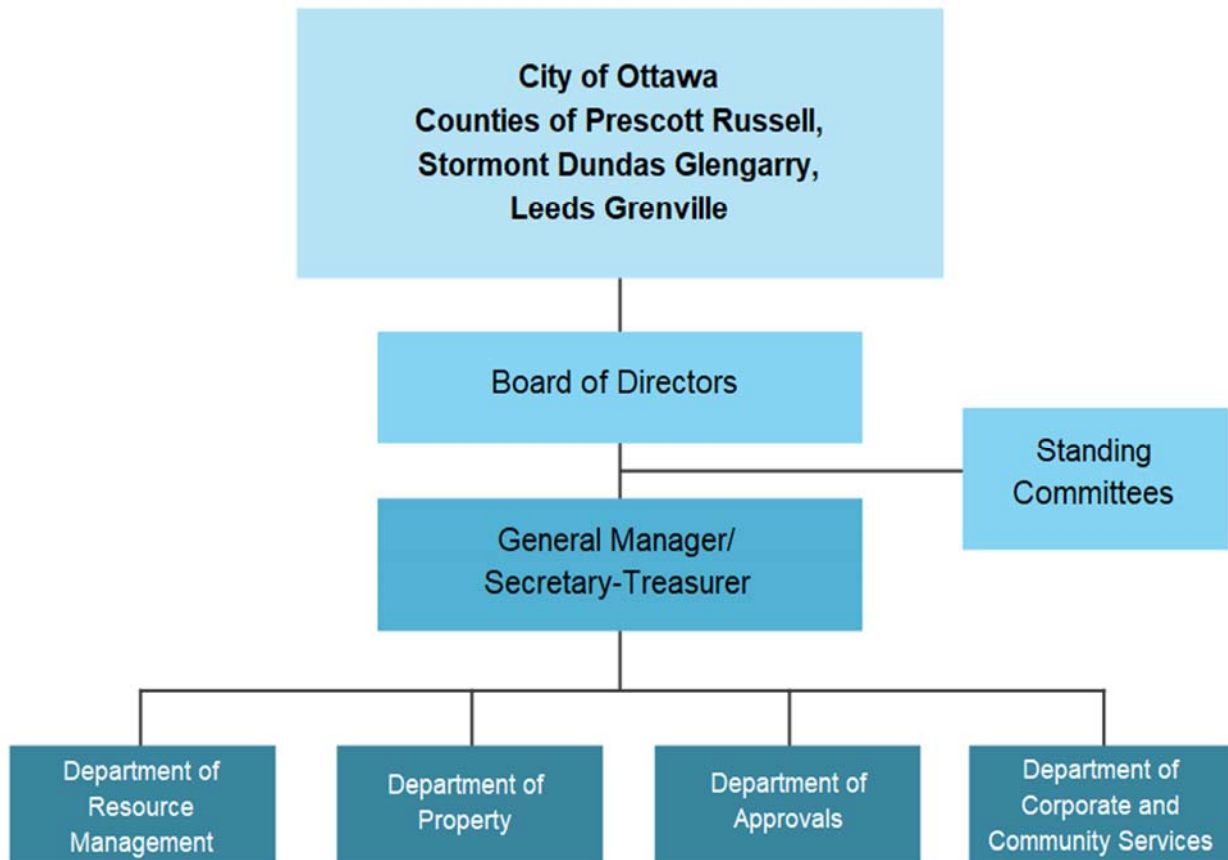 City of Ottawa
Counties of Prescott Russell,
Stormont Dundas Glengarry,
Leeds Grenville
Board of Directors
Standing
Committees
General Manager/
Secretary-Treasurer
Department of
Resource
Management
Department of
Property
Department of
Approvals
Department of
Corporate and
Community Services